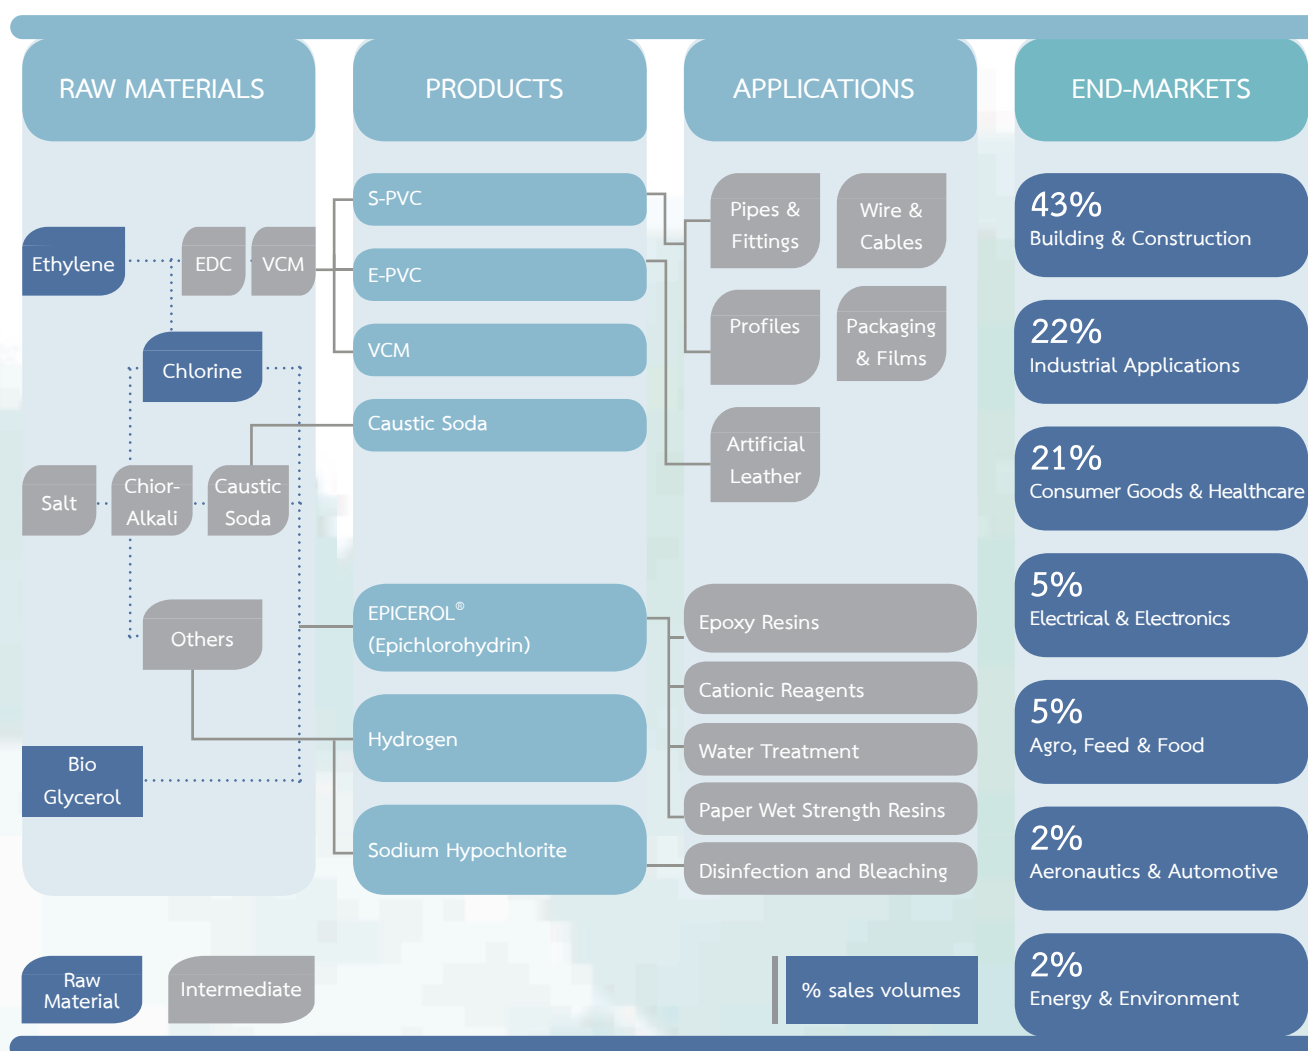 RAW MATERIALS
Ethylene
EDC
VCM
Chlorine
Salt
Chior-
Alkali
Caustic
Soda
Others
Bio
Glycerol
PRODUCTS
S-PVC
E-PVC
VCM
Caustic Soda
EPICEROL®
(Epichlorohydrin)
Hydrogen
Sodium Hypochlorite
APPLICATIONS
Pipes &
Fittings
Wire &
Cables
Profiles
Packaging
& Films
Artificial
Leather
Epoxy Resins
Cationic Reagents
Water Treatment
Paper Wet Strength Resins
Disinfection and Bleaching
END-MARKETS
43%
Building & Construction
22%
Industrial Applications
21%
Consumer Goods & Healthcare
5%
Electrical & Electronics
5%
Agro, Feed & Food
2%
Aeronautics & Automotive
2%
Energy & Environment
Raw
Material
Intermediate
% sales volumes